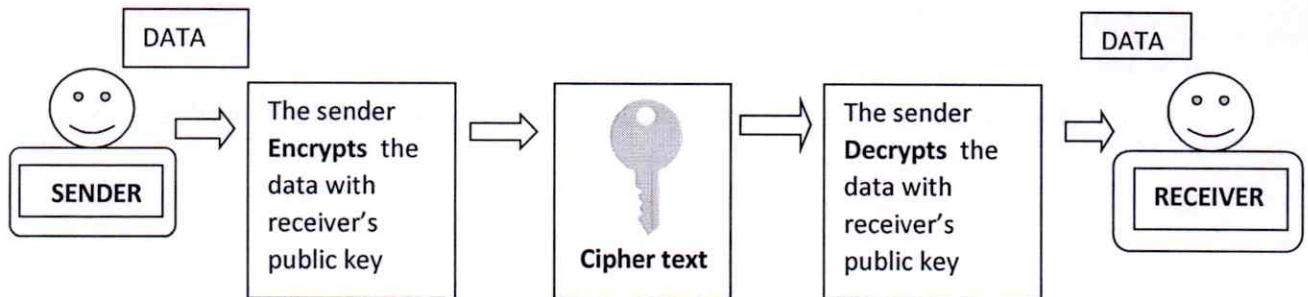 DATA
SENDER
The sender
Encrypts the
data with
receiver's
public key
Cipher text
The sender
Decrypts the
data with
receiver's
public key
DATA
RECEIVER